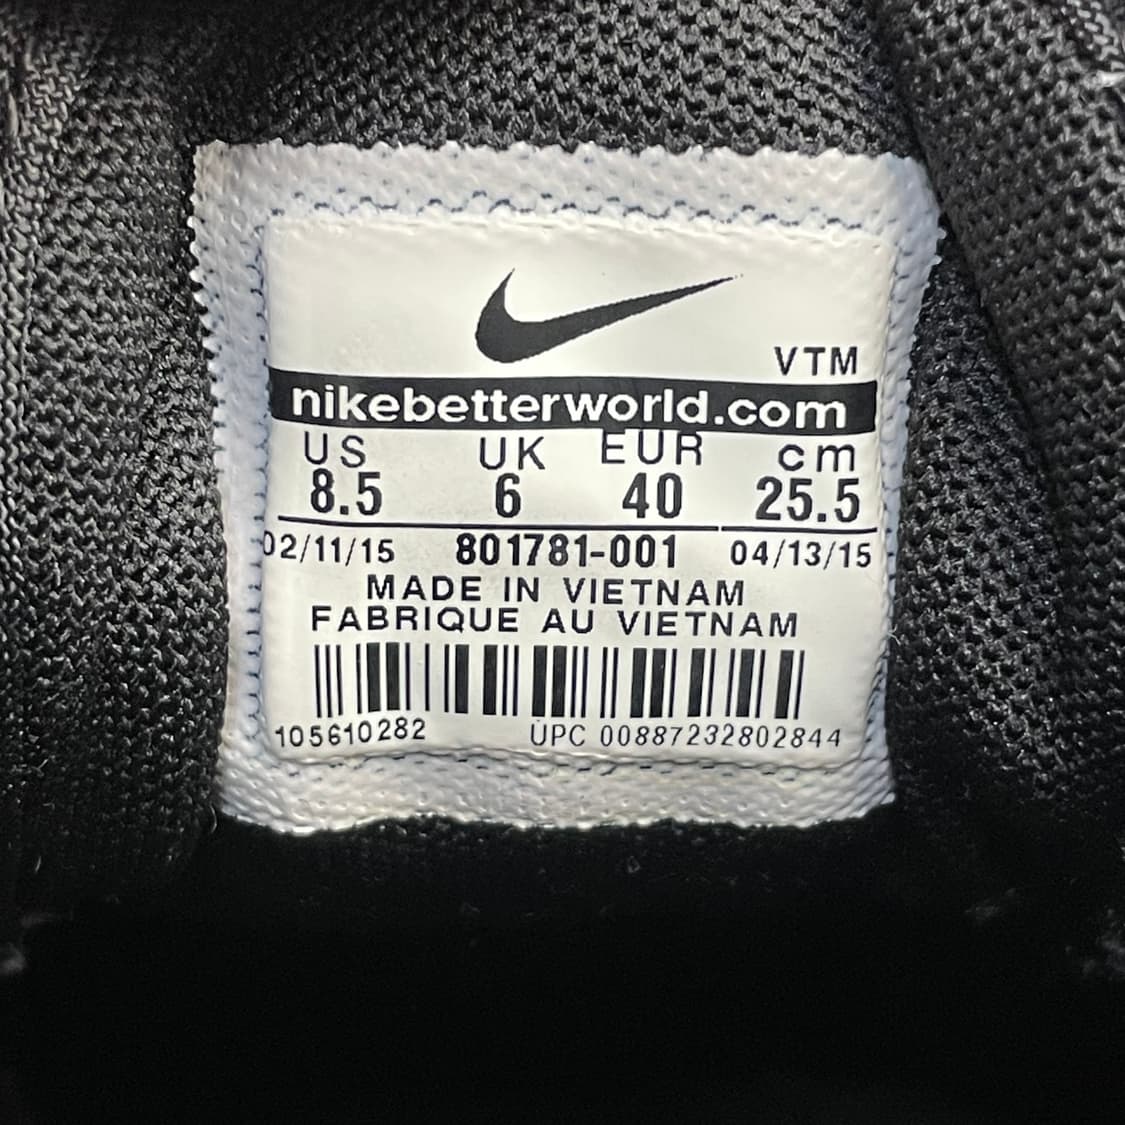 VTM
nikebetterworld.com
US UK EUR cm
8.5 6 40 25.5
02/11/15 801781-001 04/13/15
MADE IN VIETNAM
FABRIQUE AU VIETNAM
105610282 UPC 00887232802844